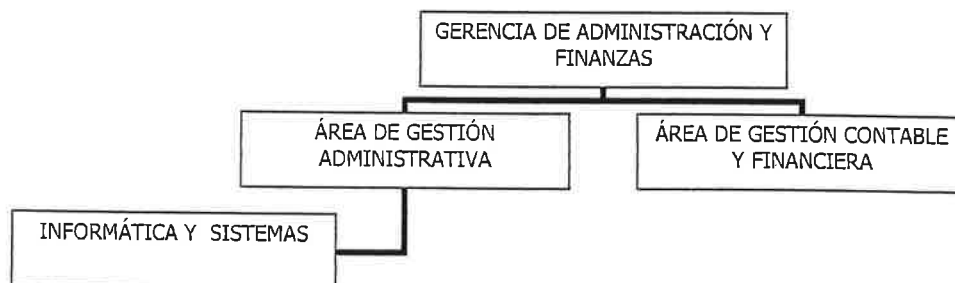 GERENCIA DE ADMINISTRACIÓN Y
FINANZAS
ÁREA DE GESTIÓN
ADMINISTRATIVA
ÁREA DE GESTIÓN CONTABLE
Y FINANCIERA
INFORMÁTICA Y SISTEMAS